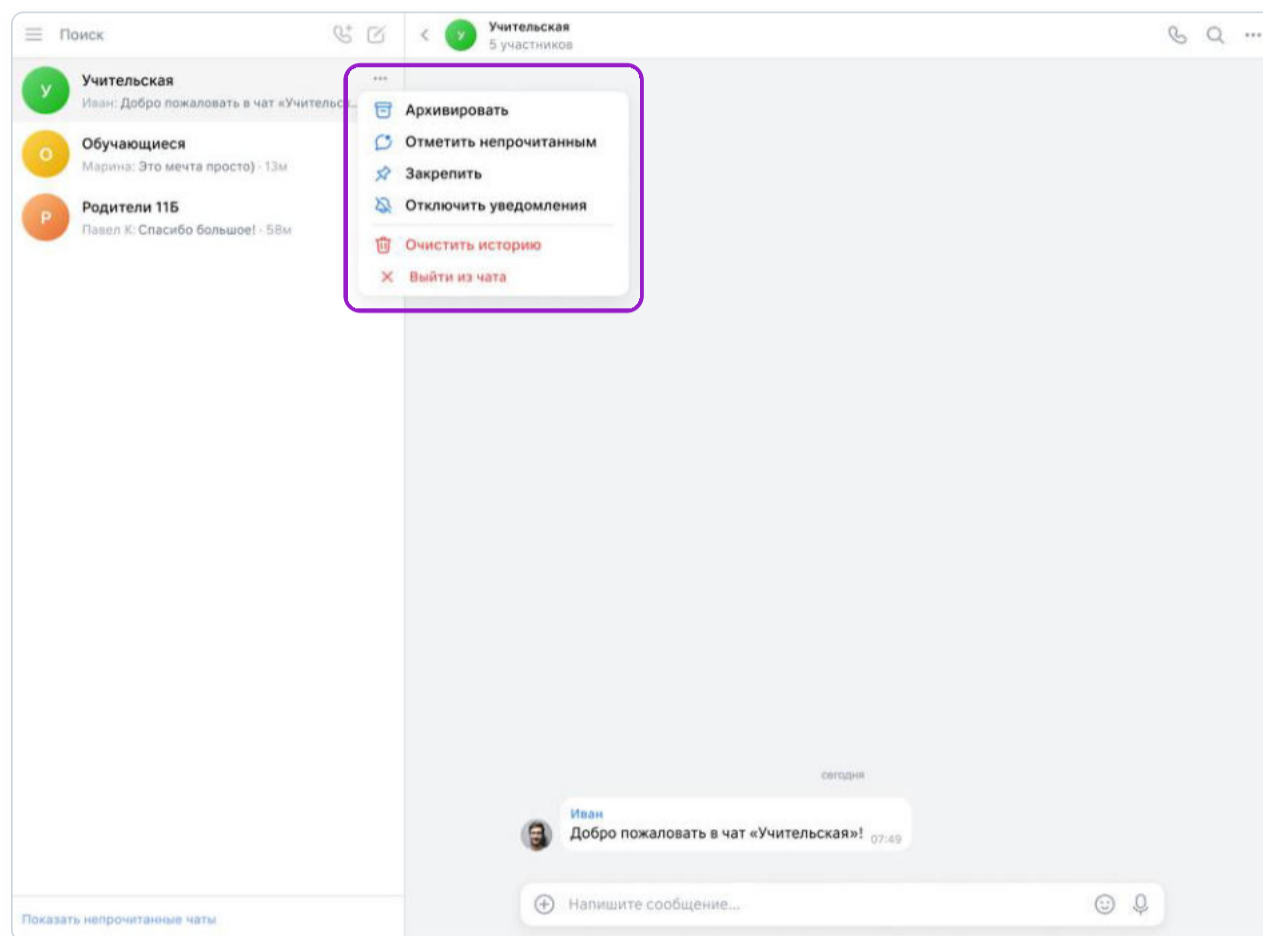 Поиск
Учительская
5 участников
У
Учительская
Иван: Добро пожаловать в чат «Учительск...
О
Обучающиеся
Марина: Это мечта просто) · 13м
Р
Родители 11Б
Павел К: Спасибо большое! · 58м
Архивировать
Отметить непрочитанным
Закрепить
Отключить уведомления
Очистить историю
Выйти из чата
сегодня
Иван
Добро пожаловать в чат «Учительская»! 07:49
Напишите сообщение...
Показать непрочитанные чаты